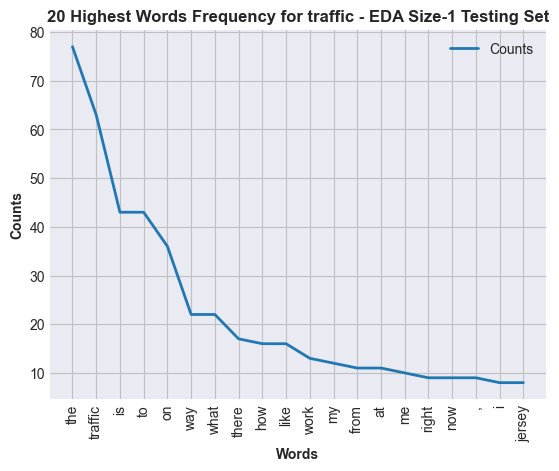 20 Highest Words Frequency for traffic - EDA Size-1 Testing Set
Counts
80
70
60
50
40
30
20
10
Counts
the
traffic
is
to
on
way
what
there
how
like
work
my
from
at
me
right
now
,
i
jersey
Words